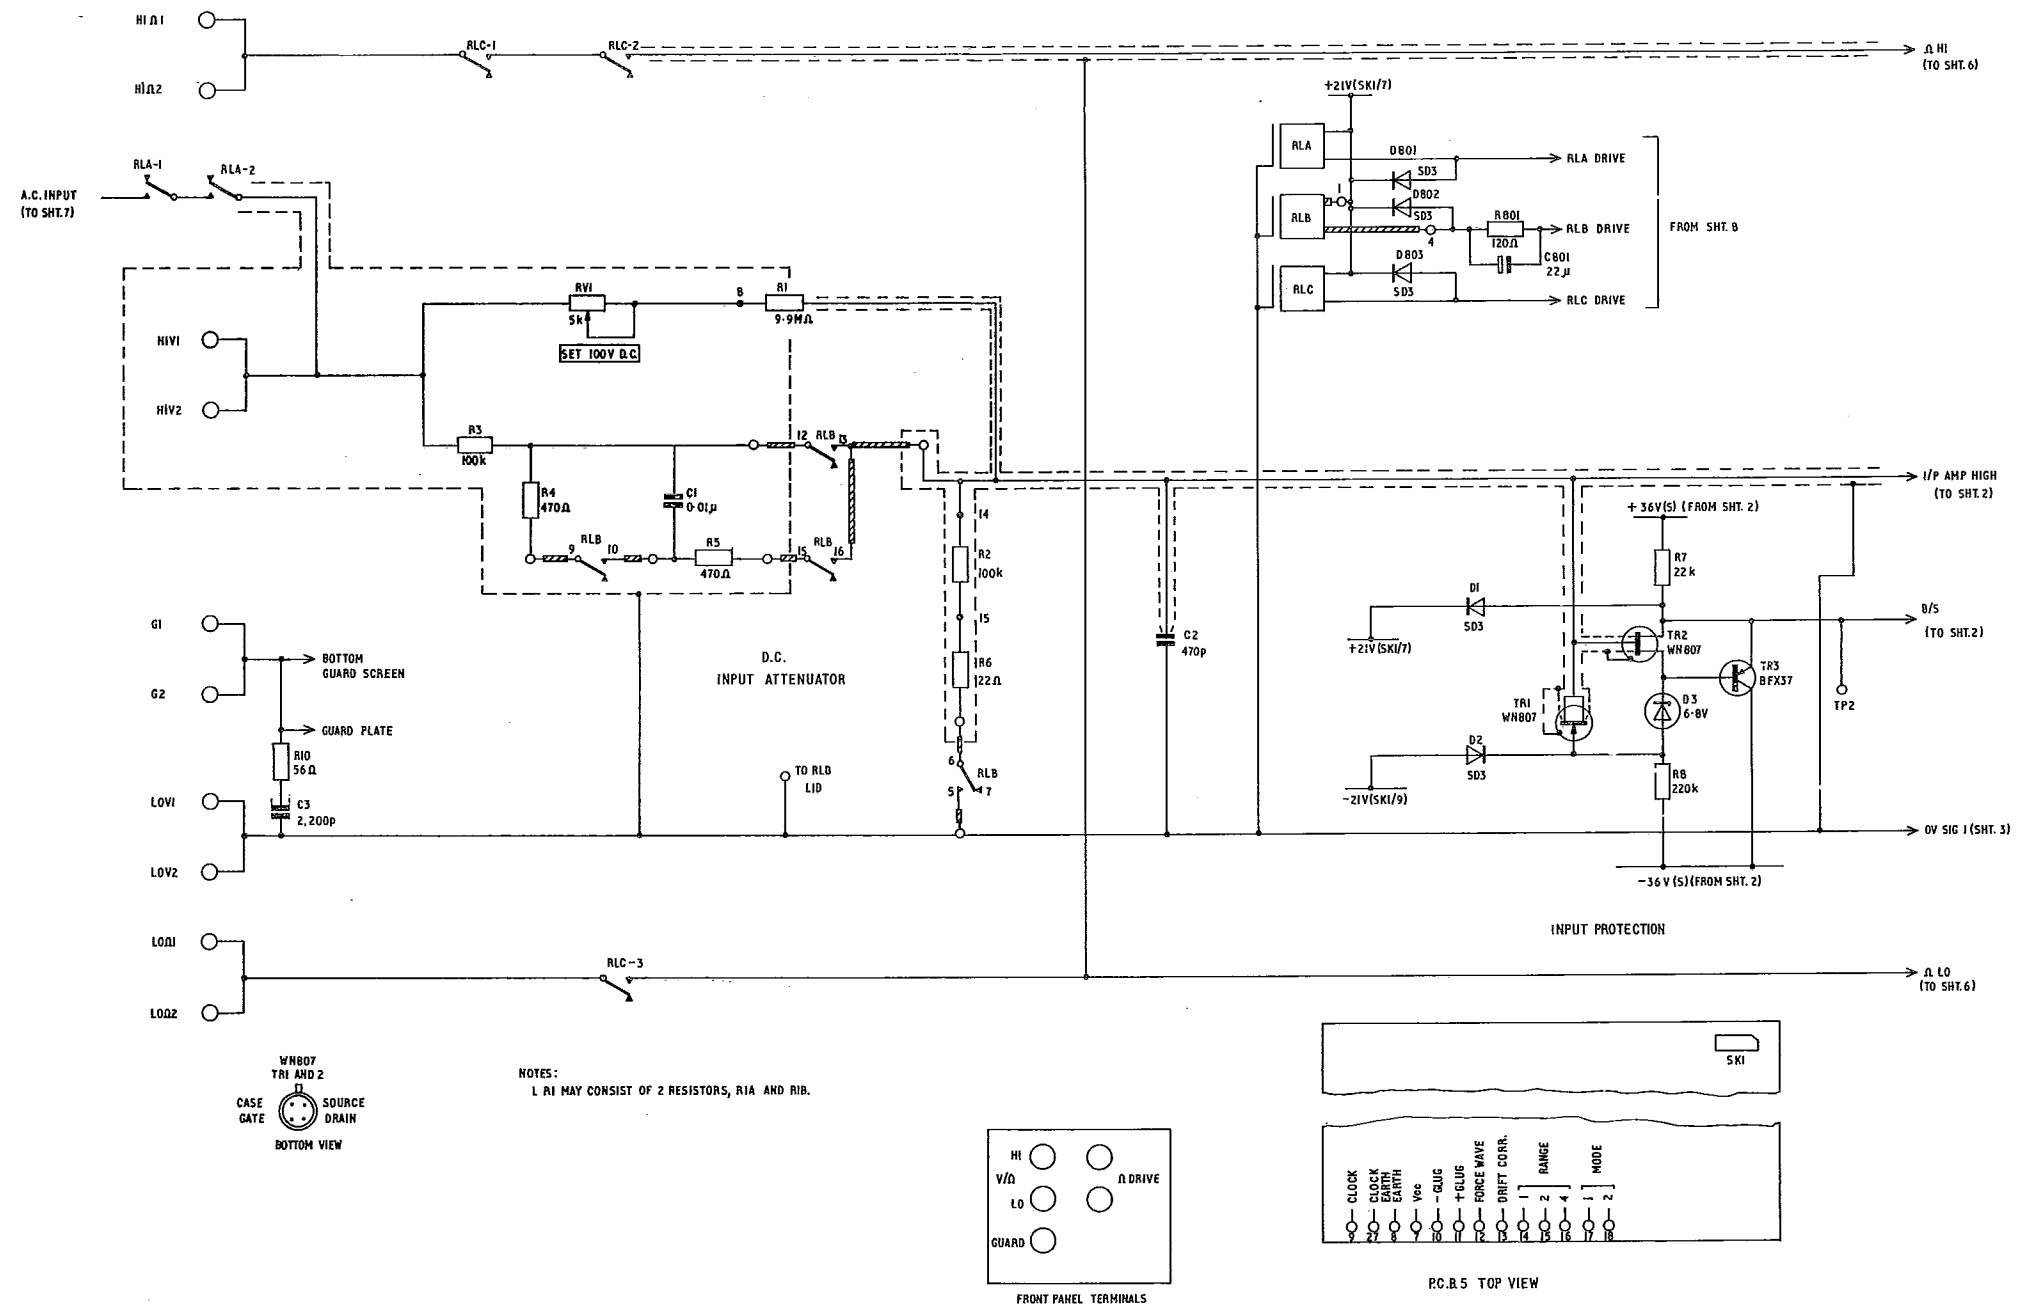 HIΩ1
RLC-1
RLC-2
Ω HI
(TO SHT. 6)
HIΩ2
+21V(SK1/7)
RLA
D801
RLA DRIVE
SD3
D802
1
RLB
SD3
R801
120Ω
RLB DRIVE
4
C801
22µ
FROM SHT. 8
D803
RLC
SD3
RLC DRIVE
RLA-1
RLA-2
A.C. INPUT
(TO SHT. 7)
RV1
5k
8
R1
9·9MΩ
SET 100V D.C.
HIV1
HIV2
R3
100k
12
RLB
13
R4
470Ω
C1
0·01µ
9
RLB
10
R5
470Ω
15
RLB
16
I/P AMP HIGH
(TO SHT. 2)
14
R2
100k
15
R6
22Ω
C2
470p
+36V(S) (FROM SHT. 2)
R7
22k
D1
SD3
+21V(SK1/7)
B/S
(TO SHT. 2)
TR2
WN807
TR3
BFX37
TR1
WN807
D3
6·8V
TP2
D2
SD3
-21V(SK1/9)
R8
220k
G1
BOTTOM
GUARD SCREEN
G2
GUARD PLATE
R10
56Ω
C3
2,200p
D.C.
INPUT ATTENUATOR
TO RLB
LID
6
RLB
5
7
LOV1
LOV2
0V SIG 1 (SHT. 3)
-36V(S)(FROM SHT. 2)
INPUT PROTECTION
LOΩ1
RLC-3
LOΩ2
Ω LO
(TO SHT. 6)
WN807
TR1 AND 2
CASE
SOURCE
GATE
DRAIN
BOTTOM VIEW
NOTES:
1. R1 MAY CONSIST OF 2 RESISTORS, R1A AND R1B.
HI
V/Ω
Ω DRIVE
LO
GUARD
FRONT PANEL TERMINALS
SK1
CLOCK
CLOCK EARTH
EARTH
Vcc
-GLUG
+GLUG
FORCE WAVE
DRIFT CORR.
RANGE
1
2
4
MODE
1
2
9
27
8
7
10
11
12
13
14
15
16
17
18
P.C.B.5 TOP VIEW